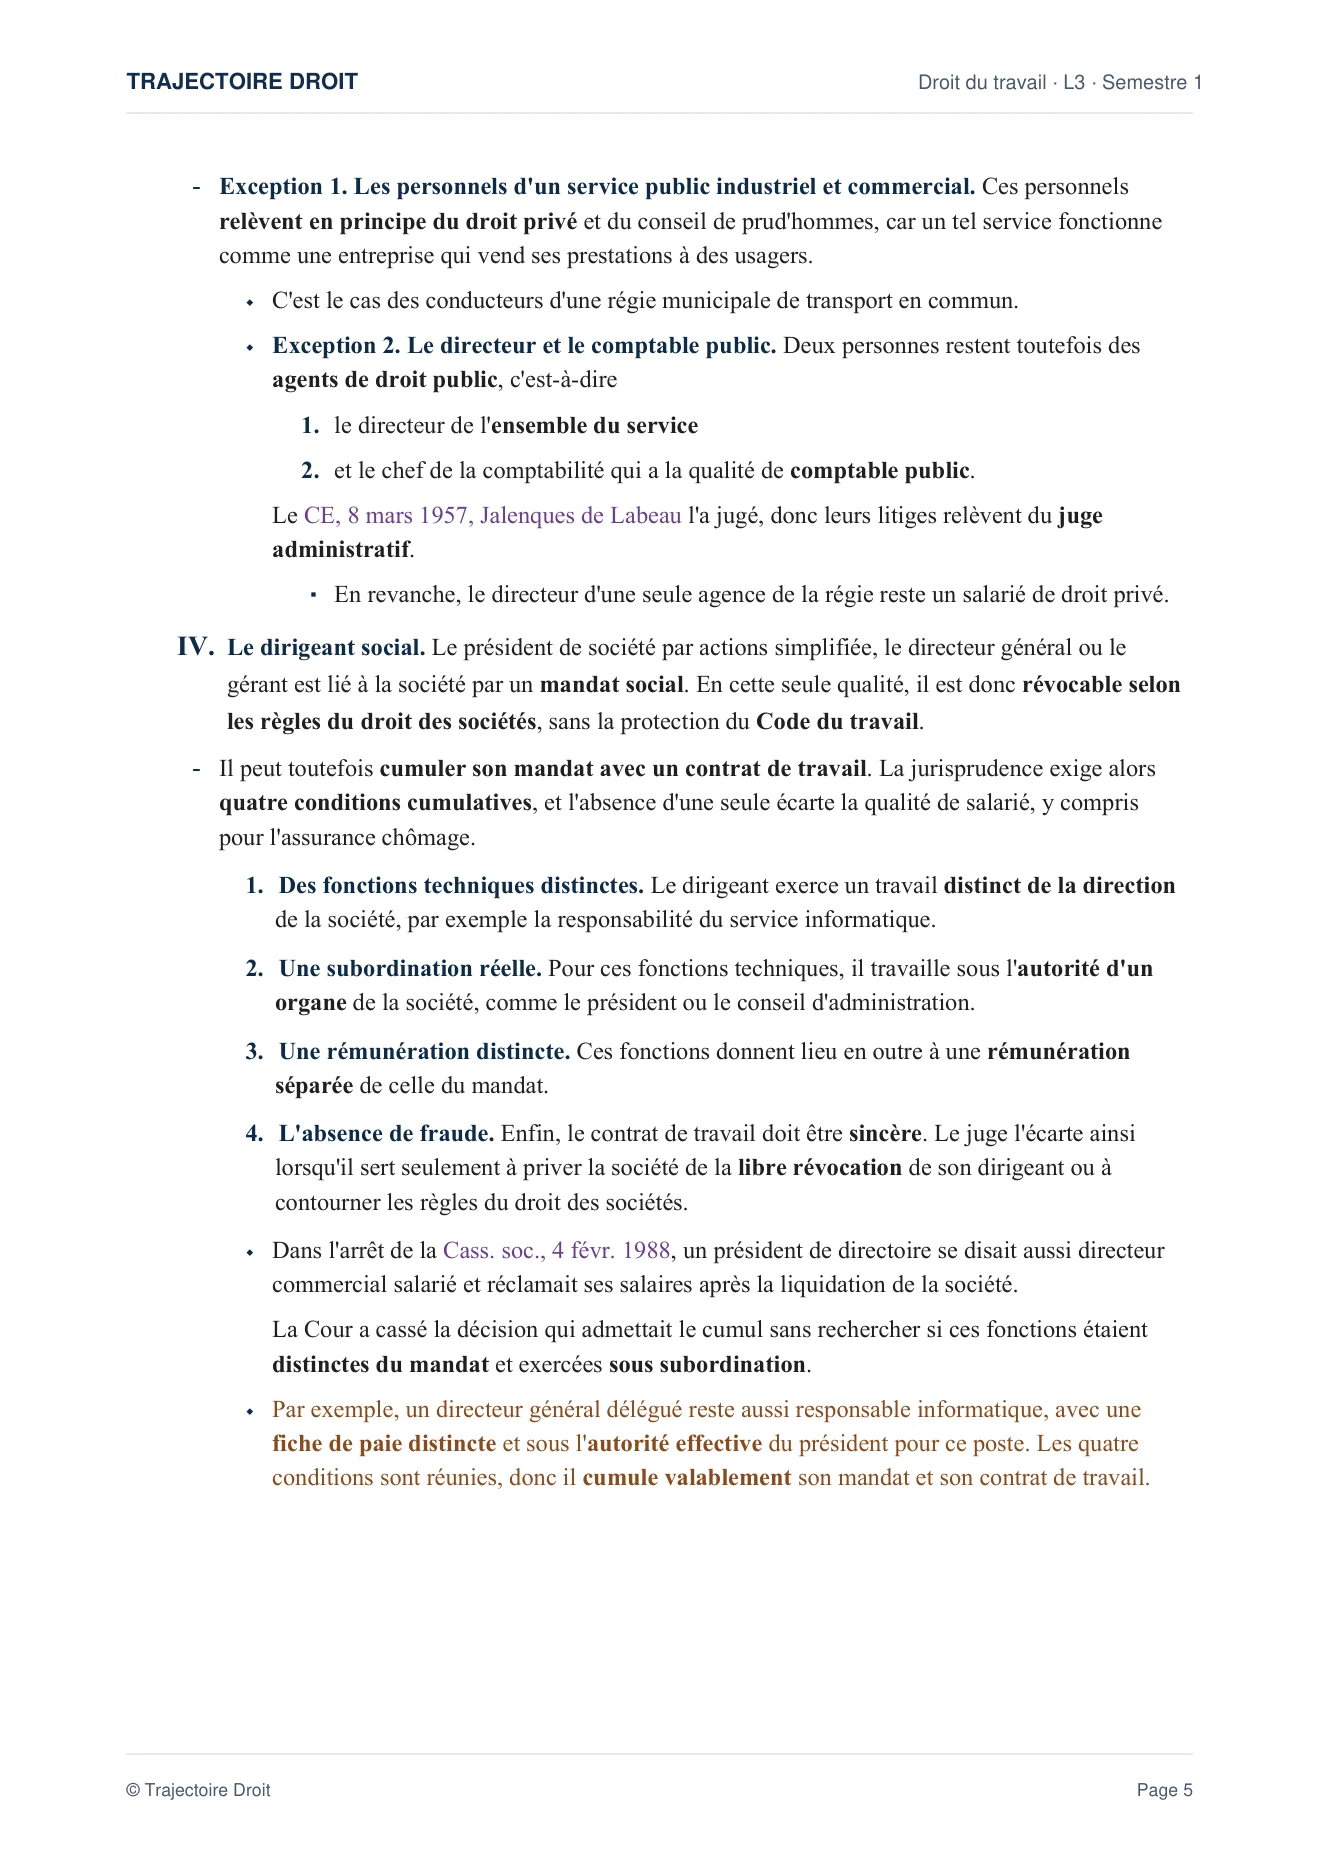 TRAJECTOIRE DROIT
Droit du travail · L3 · Semestre 1
- Exception 1. Les personnels d'un service public industriel et commercial. Ces personnels
relèvent en principe du droit privé et du conseil de prud'hommes, car un tel service fonctionne
comme une entreprise qui vend ses prestations à des usagers.
⬩ C'est le cas des conducteurs d'une régie municipale de transport en commun.
⬩ Exception 2. Le directeur et le comptable public. Deux personnes restent toutefois des
agents de droit public, c'est-à-dire
1. le directeur de l'ensemble du service
2. et le chef de la comptabilité qui a la qualité de comptable public.
Le CE, 8 mars 1957, Jalenques de Labeau l'a jugé, donc leurs litiges relèvent du juge
administratif.
▪ En revanche, le directeur d'une seule agence de la régie reste un salarié de droit privé.
IV. Le dirigeant social. Le président de société par actions simplifiée, le directeur général ou le
gérant est lié à la société par un mandat social. En cette seule qualité, il est donc révocable selon
les règles du droit des sociétés, sans la protection du Code du travail.
- Il peut toutefois cumuler son mandat avec un contrat de travail. La jurisprudence exige alors
quatre conditions cumulatives, et l'absence d'une seule écarte la qualité de salarié, y compris
pour l'assurance chômage.
1. Des fonctions techniques distinctes. Le dirigeant exerce un travail distinct de la direction
de la société, par exemple la responsabilité du service informatique.
2. Une subordination réelle. Pour ces fonctions techniques, il travaille sous l'autorité d'un
organe de la société, comme le président ou le conseil d'administration.
3. Une rémunération distincte. Ces fonctions donnent lieu en outre à une rémunération
séparée de celle du mandat.
4. L'absence de fraude. Enfin, le contrat de travail doit être sincère. Le juge l'écarte ainsi
lorsqu'il sert seulement à priver la société de la libre révocation de son dirigeant ou à
contourner les règles du droit des sociétés.
⬩ Dans l'arrêt de la Cass. soc., 4 févr. 1988, un président de directoire se disait aussi directeur
commercial salarié et réclamait ses salaires après la liquidation de la société.
La Cour a cassé la décision qui admettait le cumul sans rechercher si ces fonctions étaient
distinctes du mandat et exercées sous subordination.
⬩ Par exemple, un directeur général délégué reste aussi responsable informatique, avec une
fiche de paie distincte et sous l'autorité effective du président pour ce poste. Les quatre
conditions sont réunies, donc il cumule valablement son mandat et son contrat de travail.
© Trajectoire Droit
Page 5